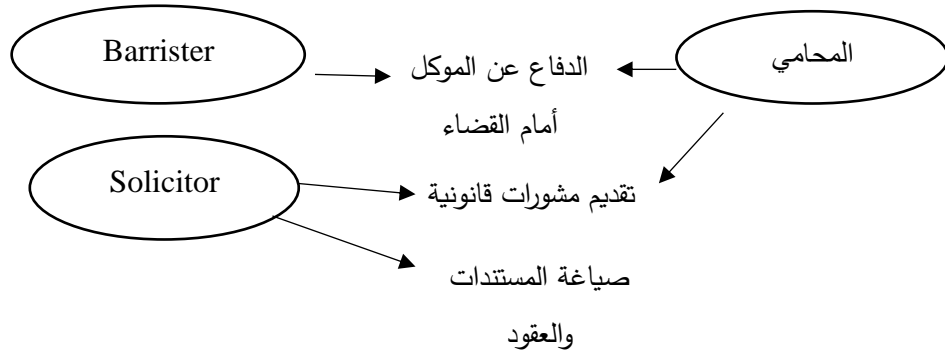 Barrister
المحامي
الدفاع عن الموكل
أمام القضاء
Solicitor
تقديم مشورات قانونية
صياغة المستندات
والعقود